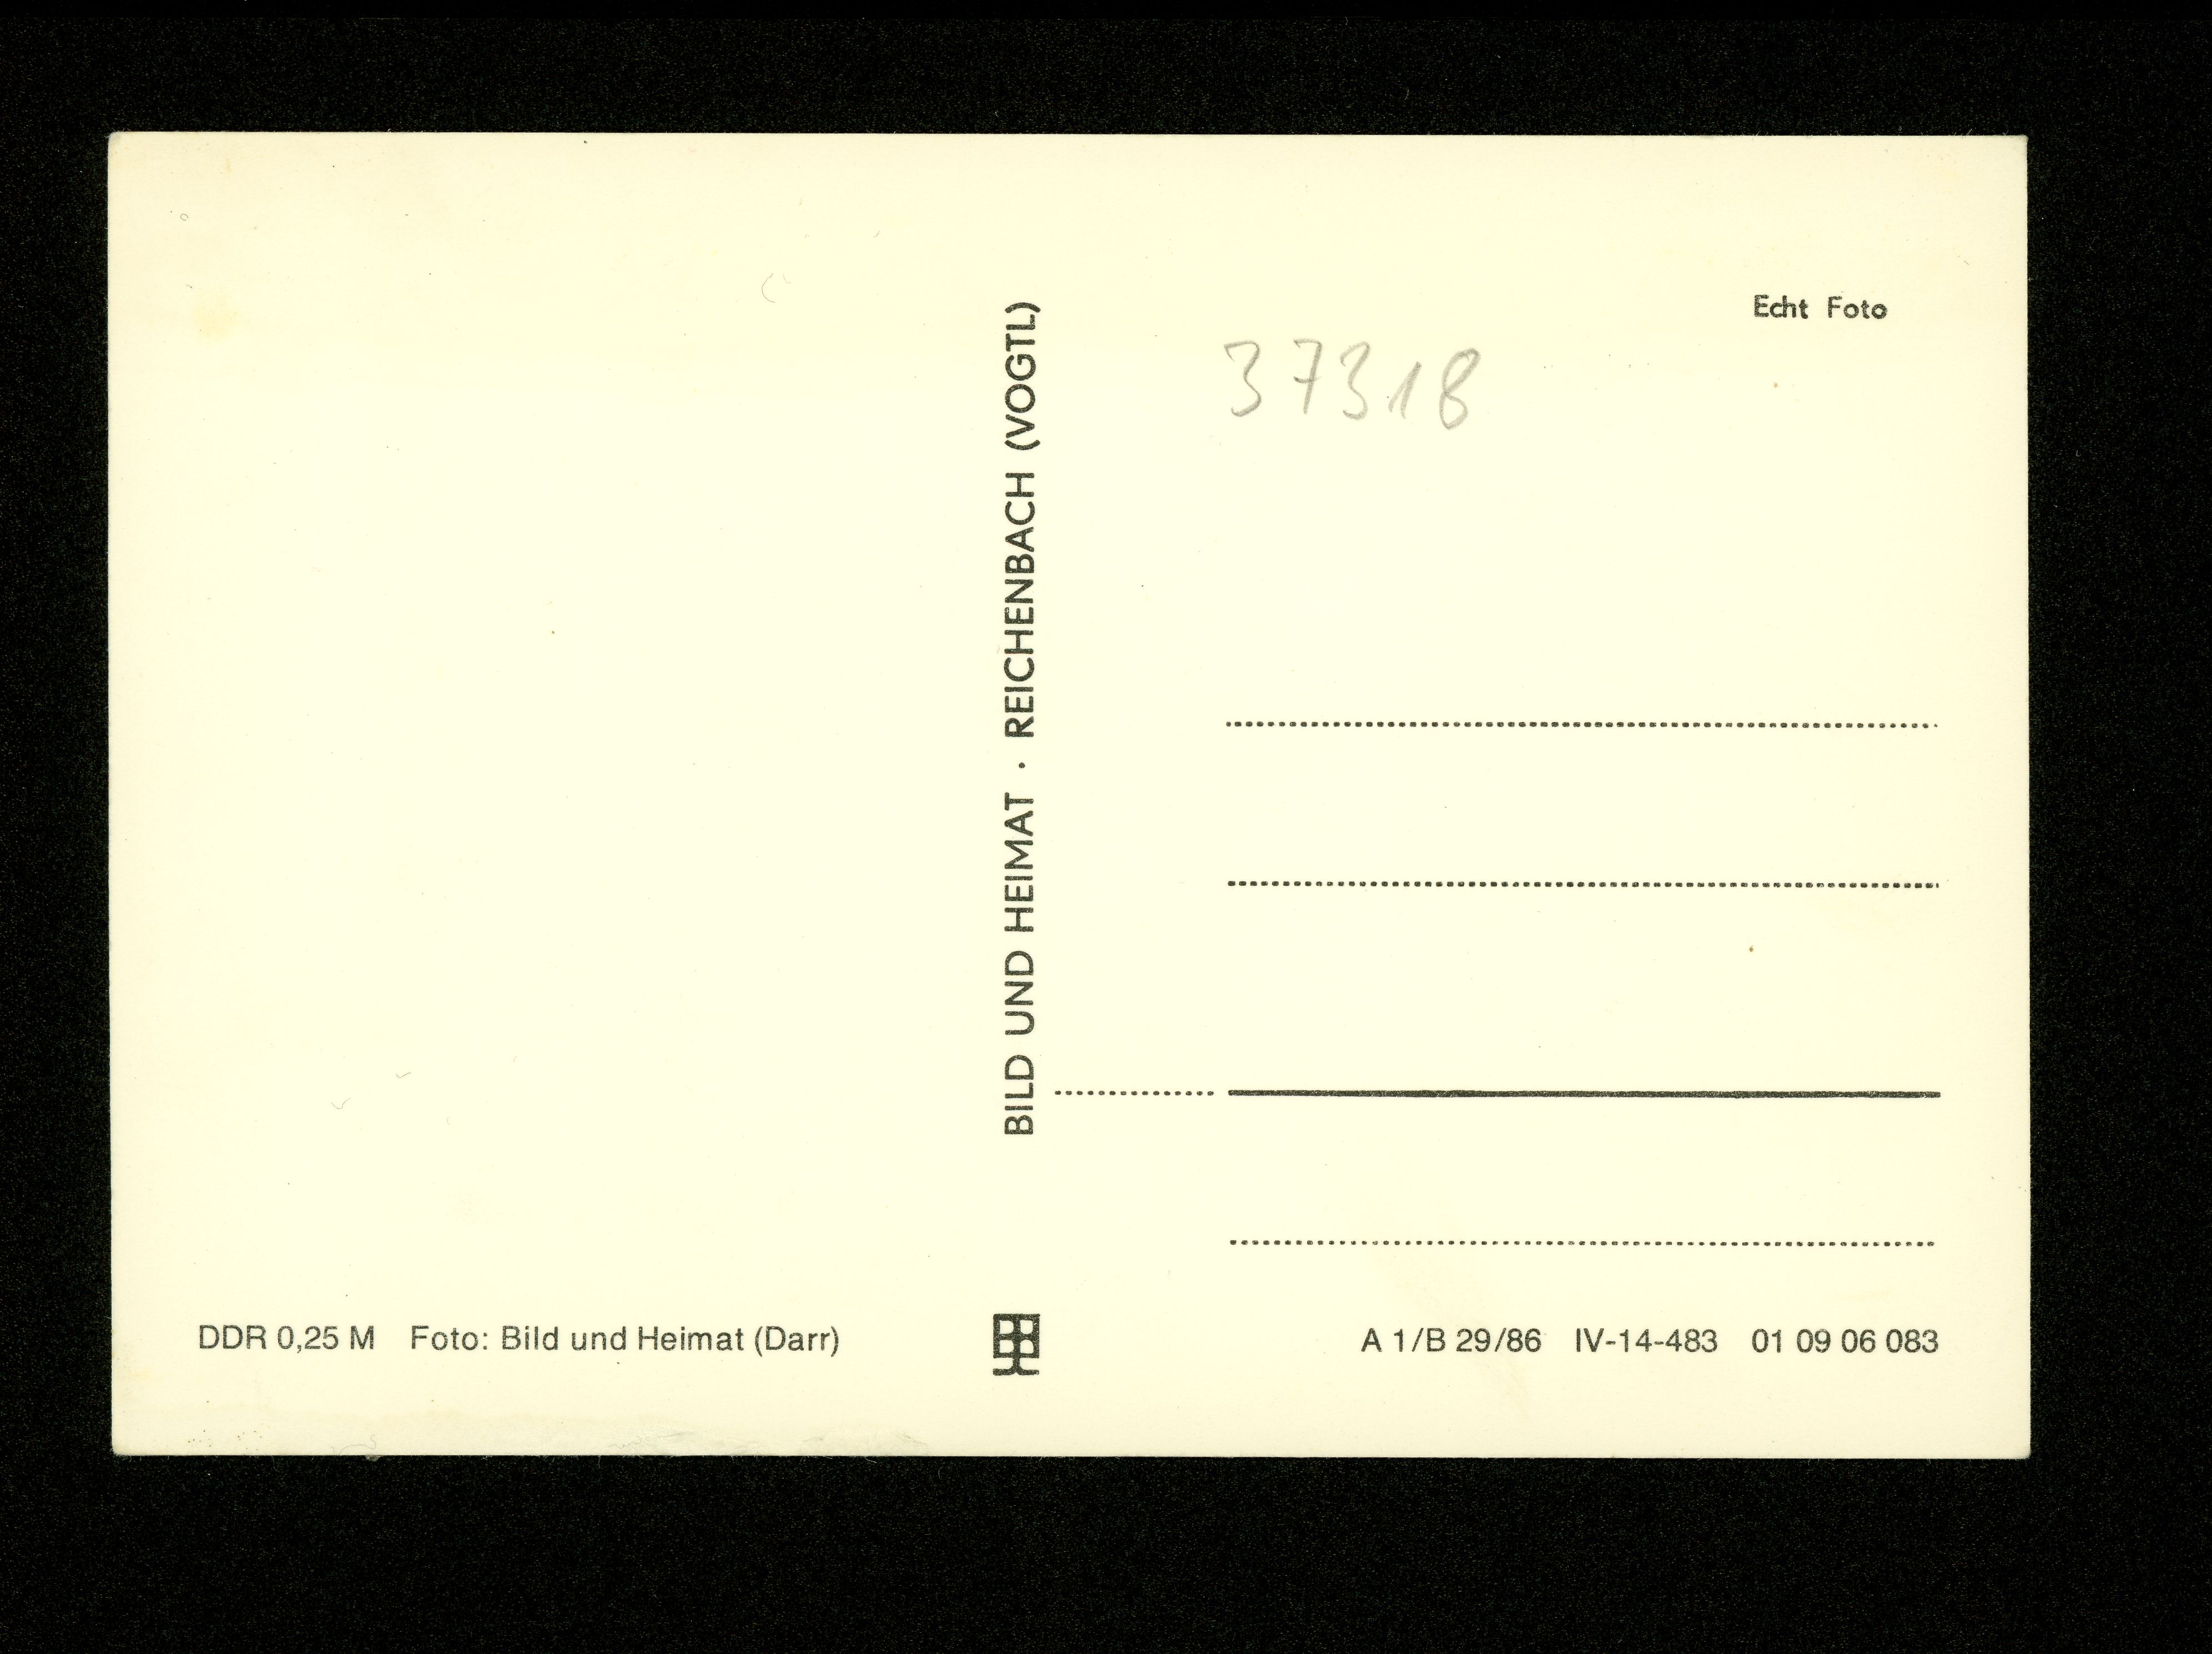 Echt Foto
37318
BILD UND HEIMAT · REICHENBACH (VOGTL)
DDR 0,25 M Foto: Bild und Heimat (Darr)
A 1/B 29/86 IV-14-483 01 09 06 083